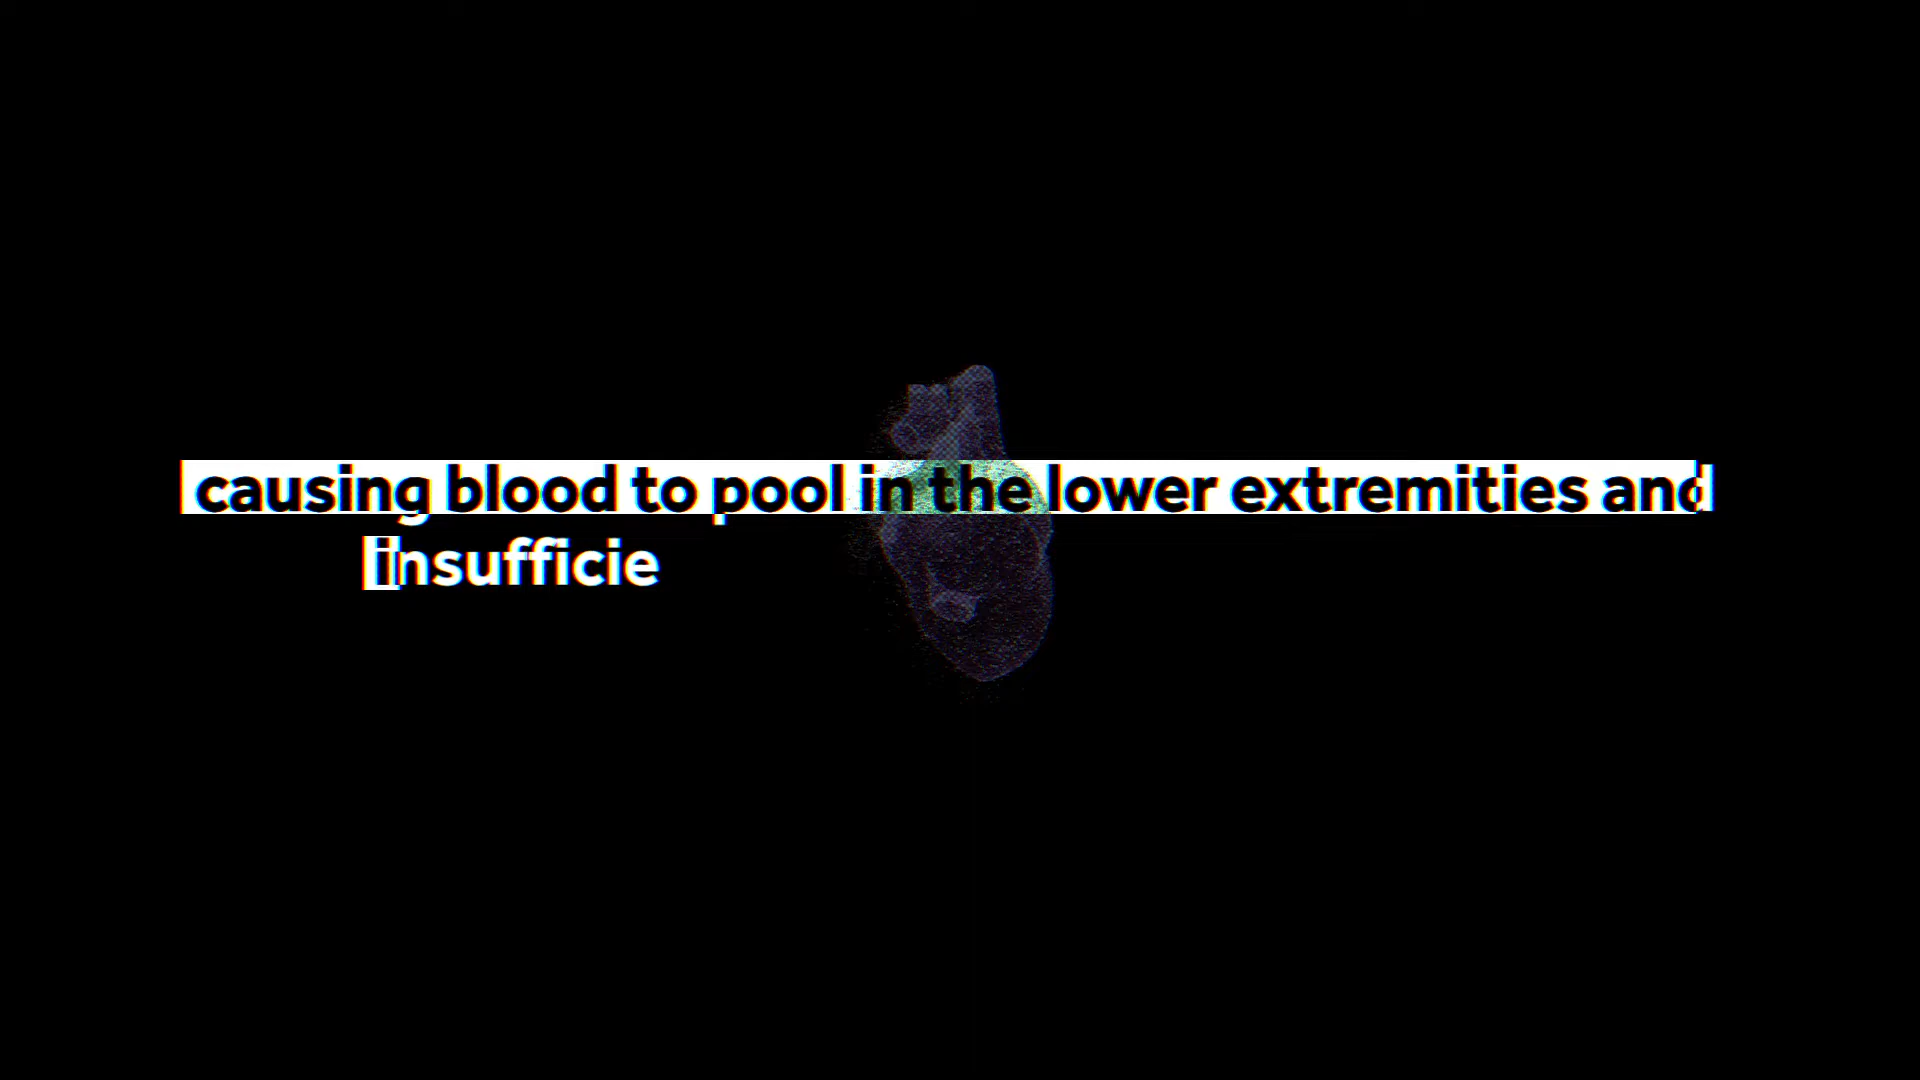 causing blood to pool in the lower extremities and
insufficie